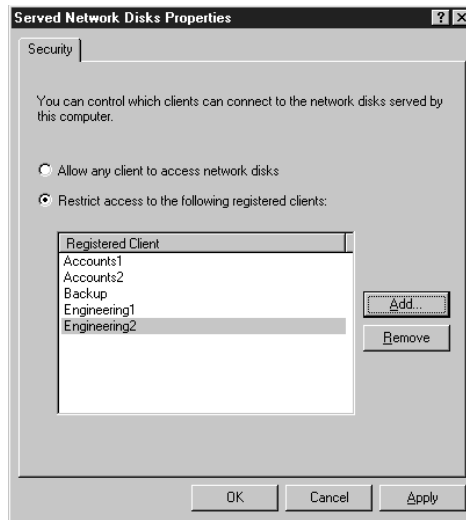 Served Network Disks Properties
Security
You can control which clients can connect to the network disks served by
this computer.
Allow any client to access network disks
Restrict access to the following registered clients:
Registered Client
Accounts1
Accounts2
Backup
Engineering1
Engineering2
Add...
Remove
OK
Cancel
Apply